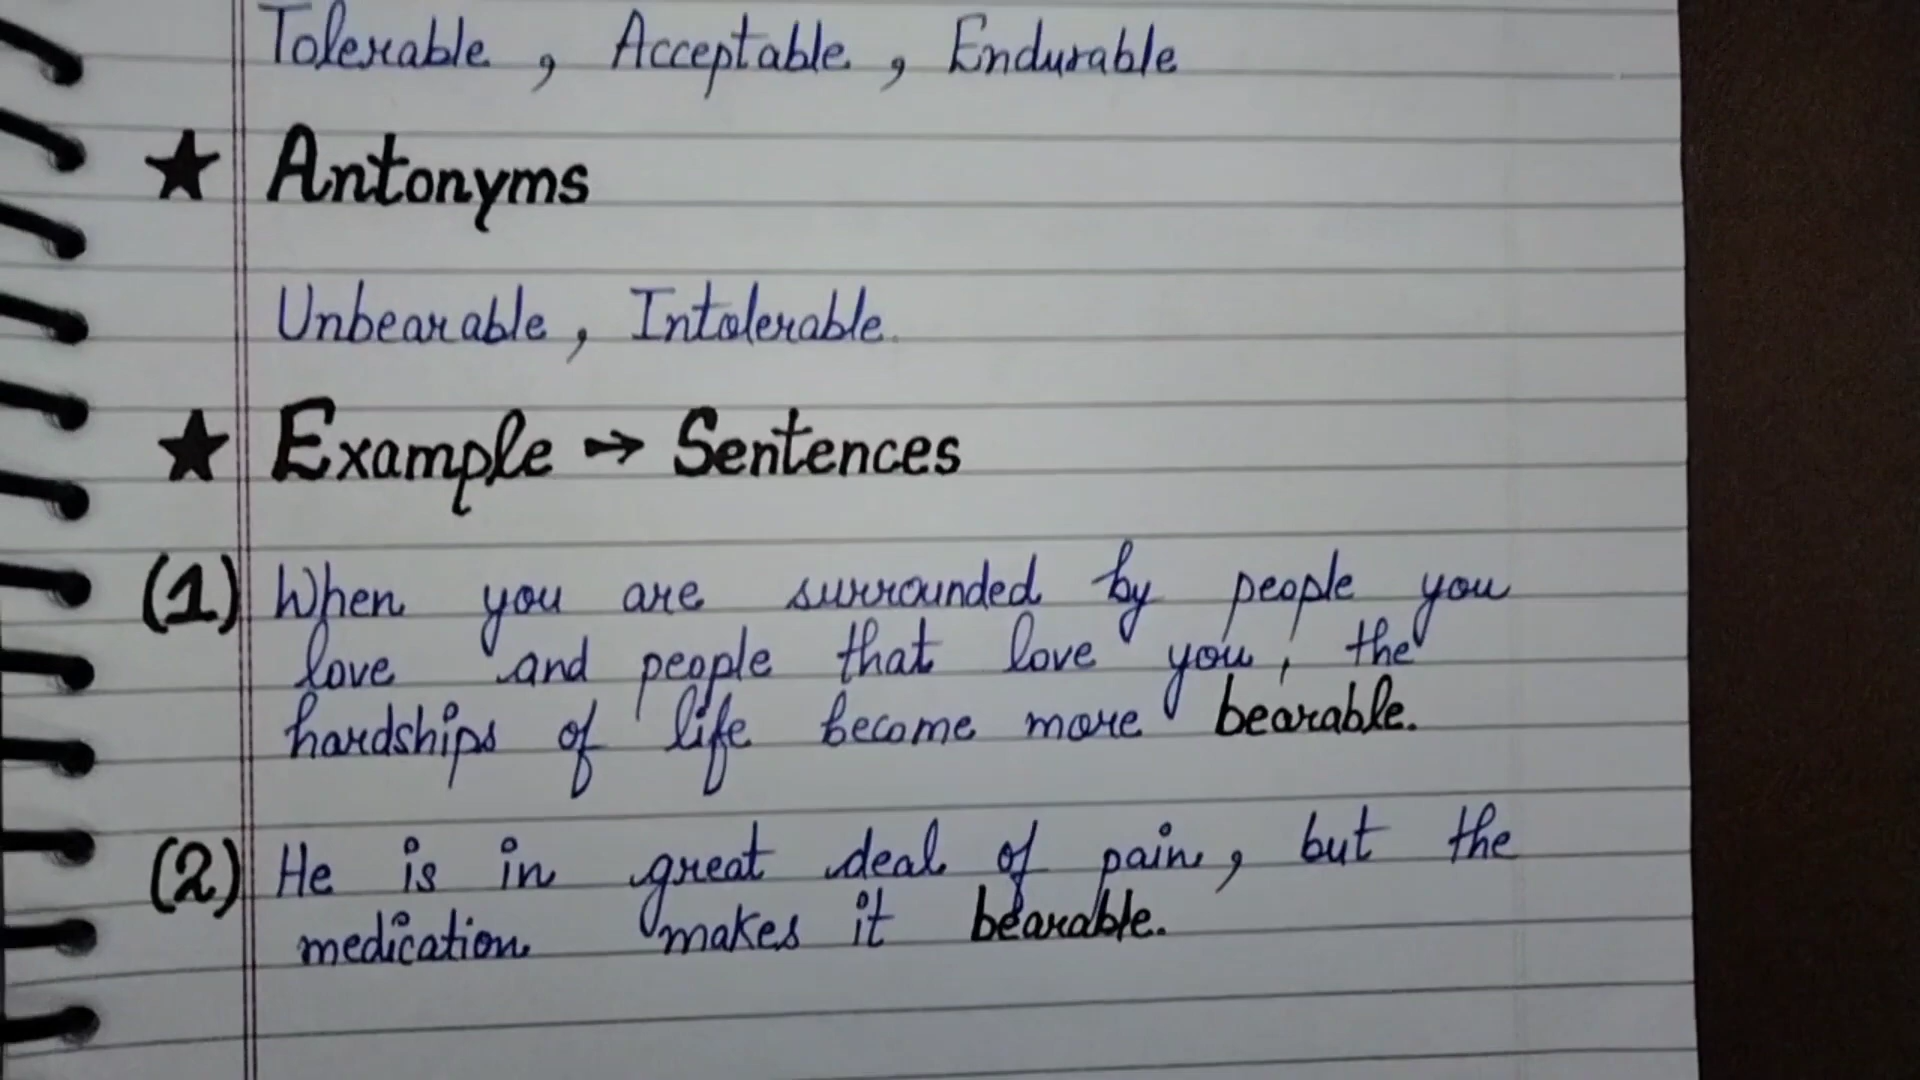 Tolerable, Acceptable, Endurable
★ Antonyms
Unbearable, Intolerable.
★ Example → Sentences
(1) When you are surrounded by people you
love and people that love you, the
hardships of life become more bearable.
(2) He is in great deal of pain, but the
medication makes it bearable.